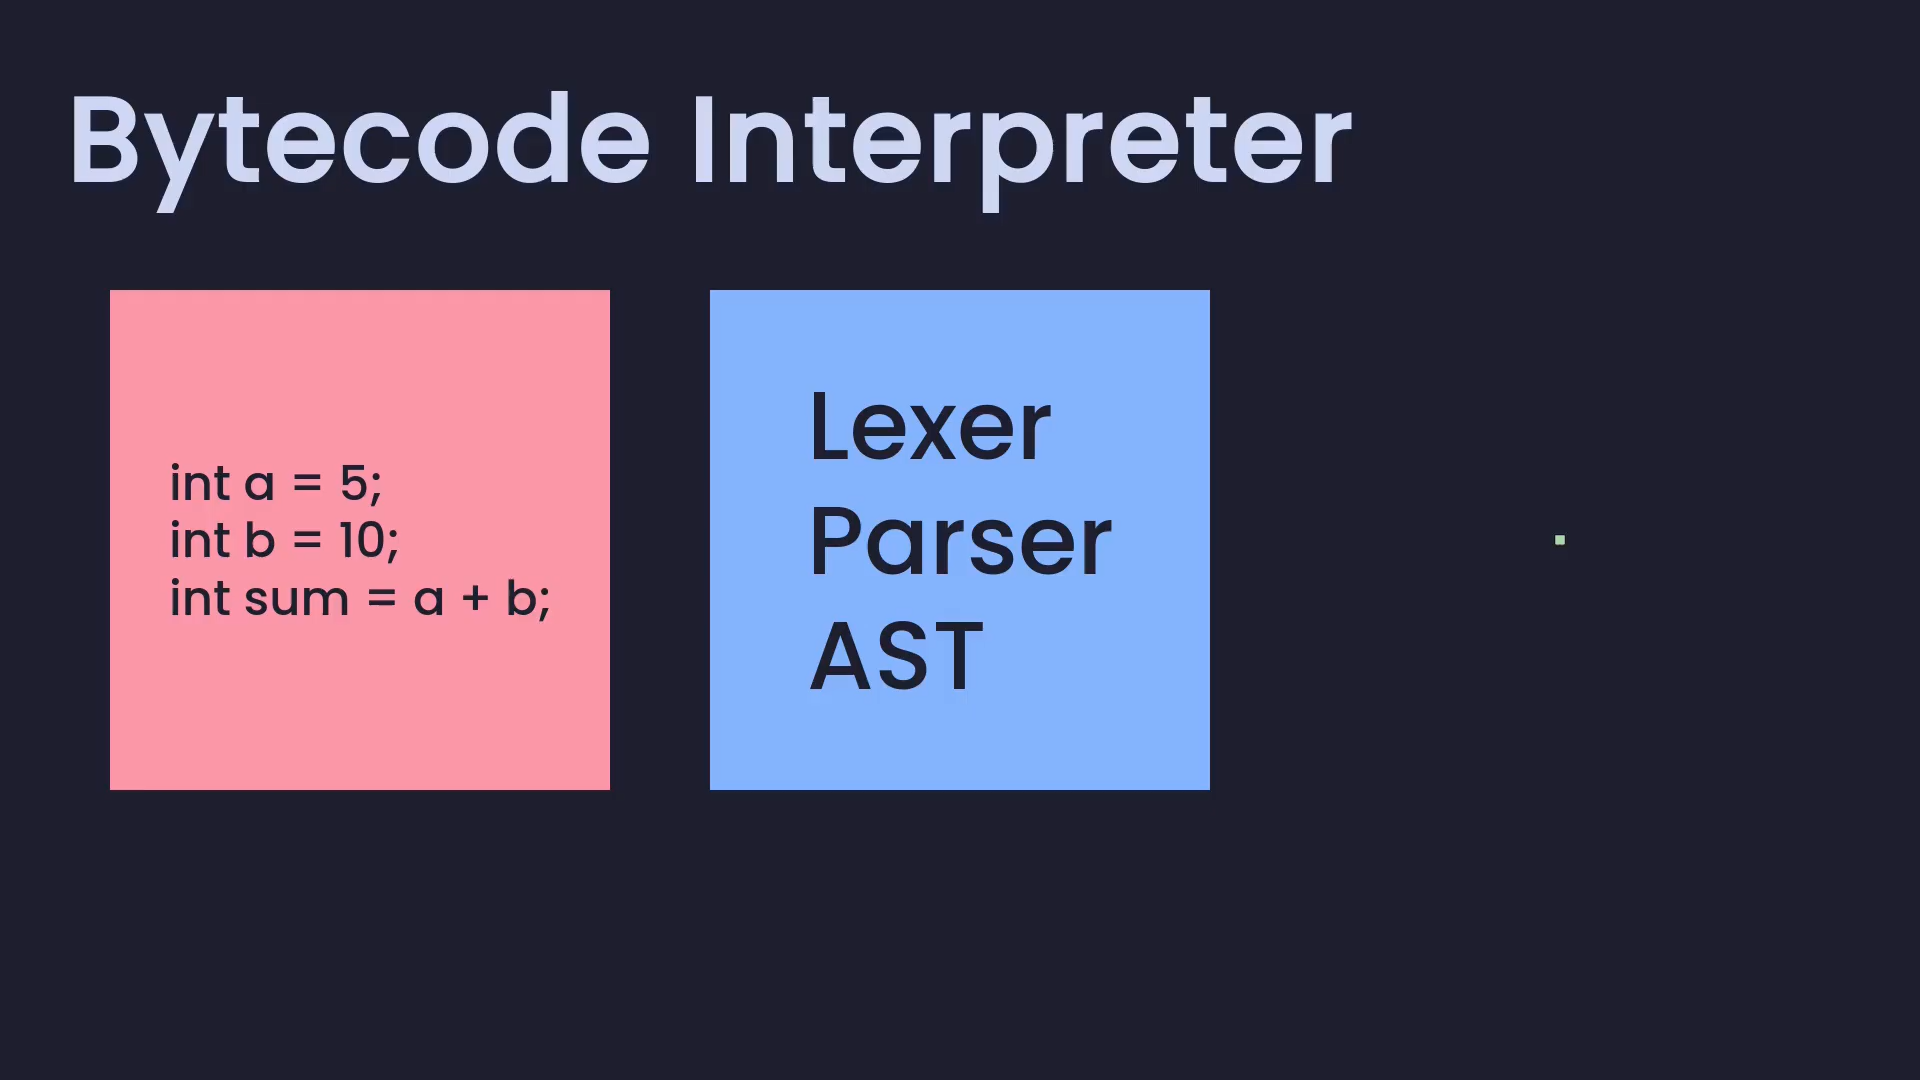 Bytecode Interpreter
int a = 5;
int b = 10;
int sum = a + b;
Lexer
Parser
AST